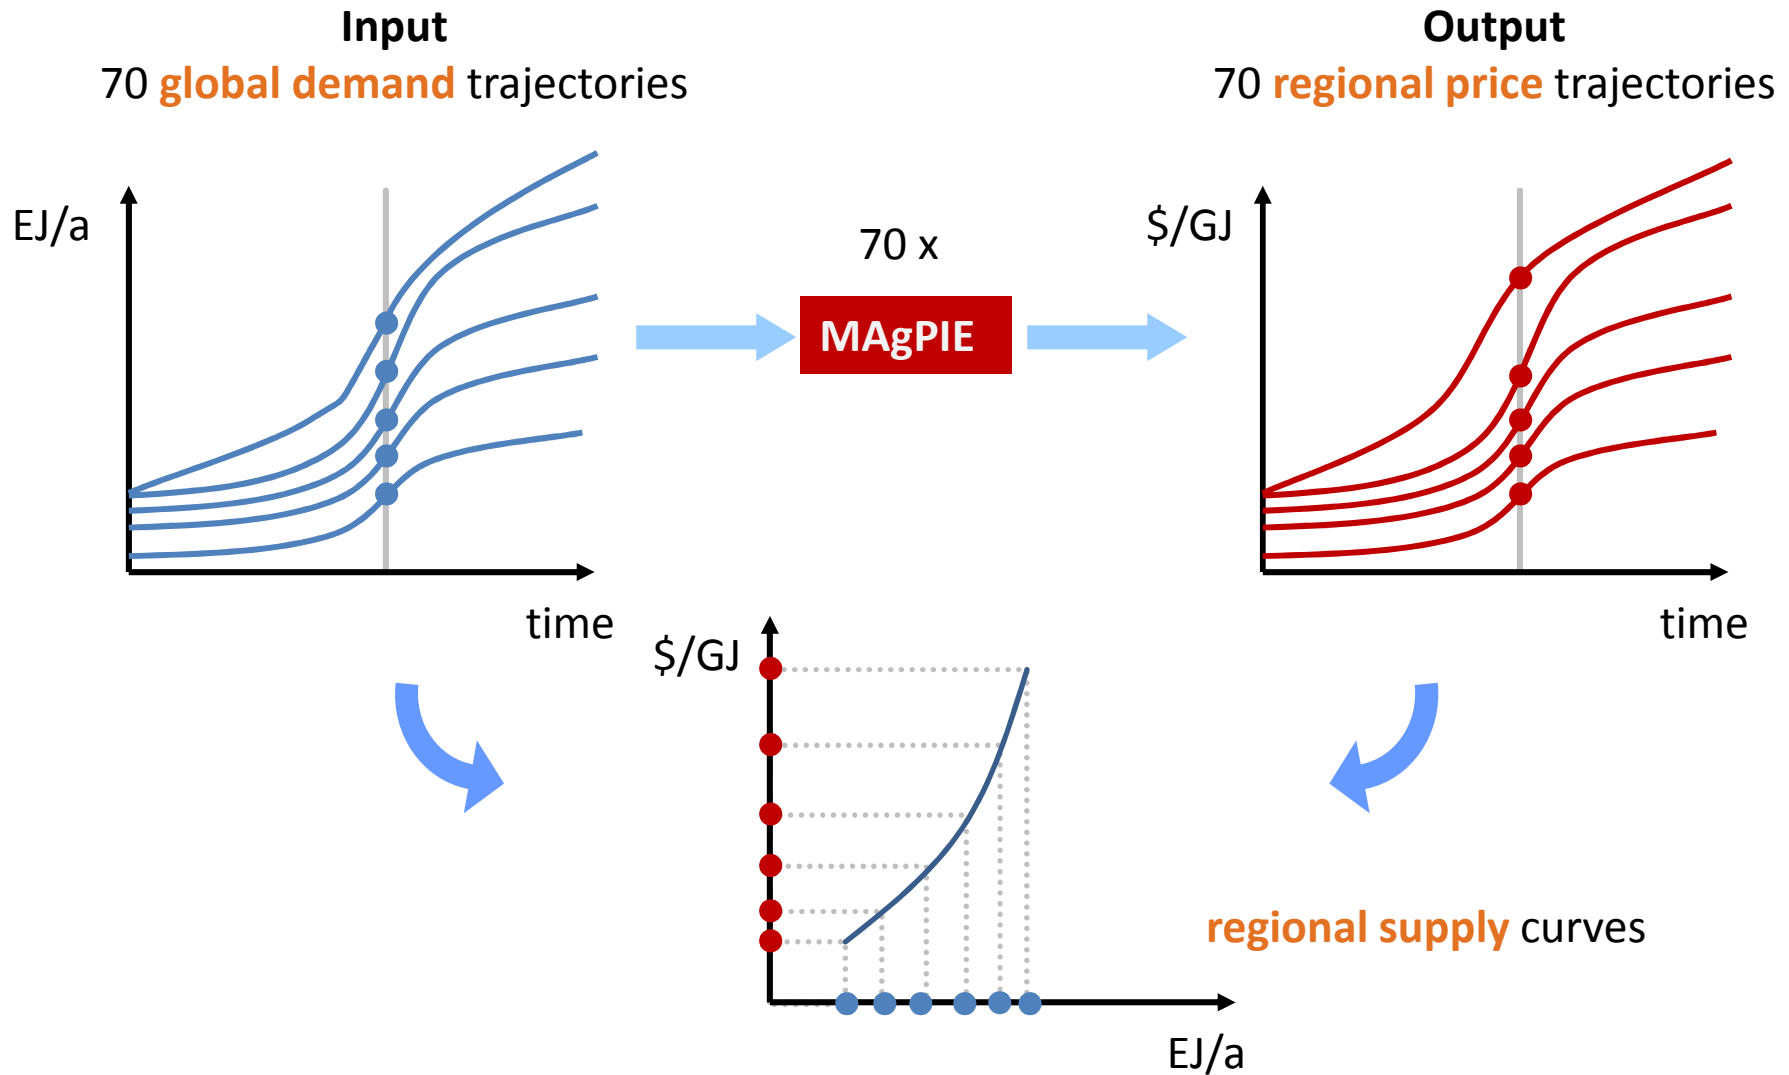 Input
70 global demand trajectories
EJ/a
time
70 x
MAgPIE
Output
70 regional price trajectories
$/GJ
time
$/GJ
EJ/a
regional supply curves